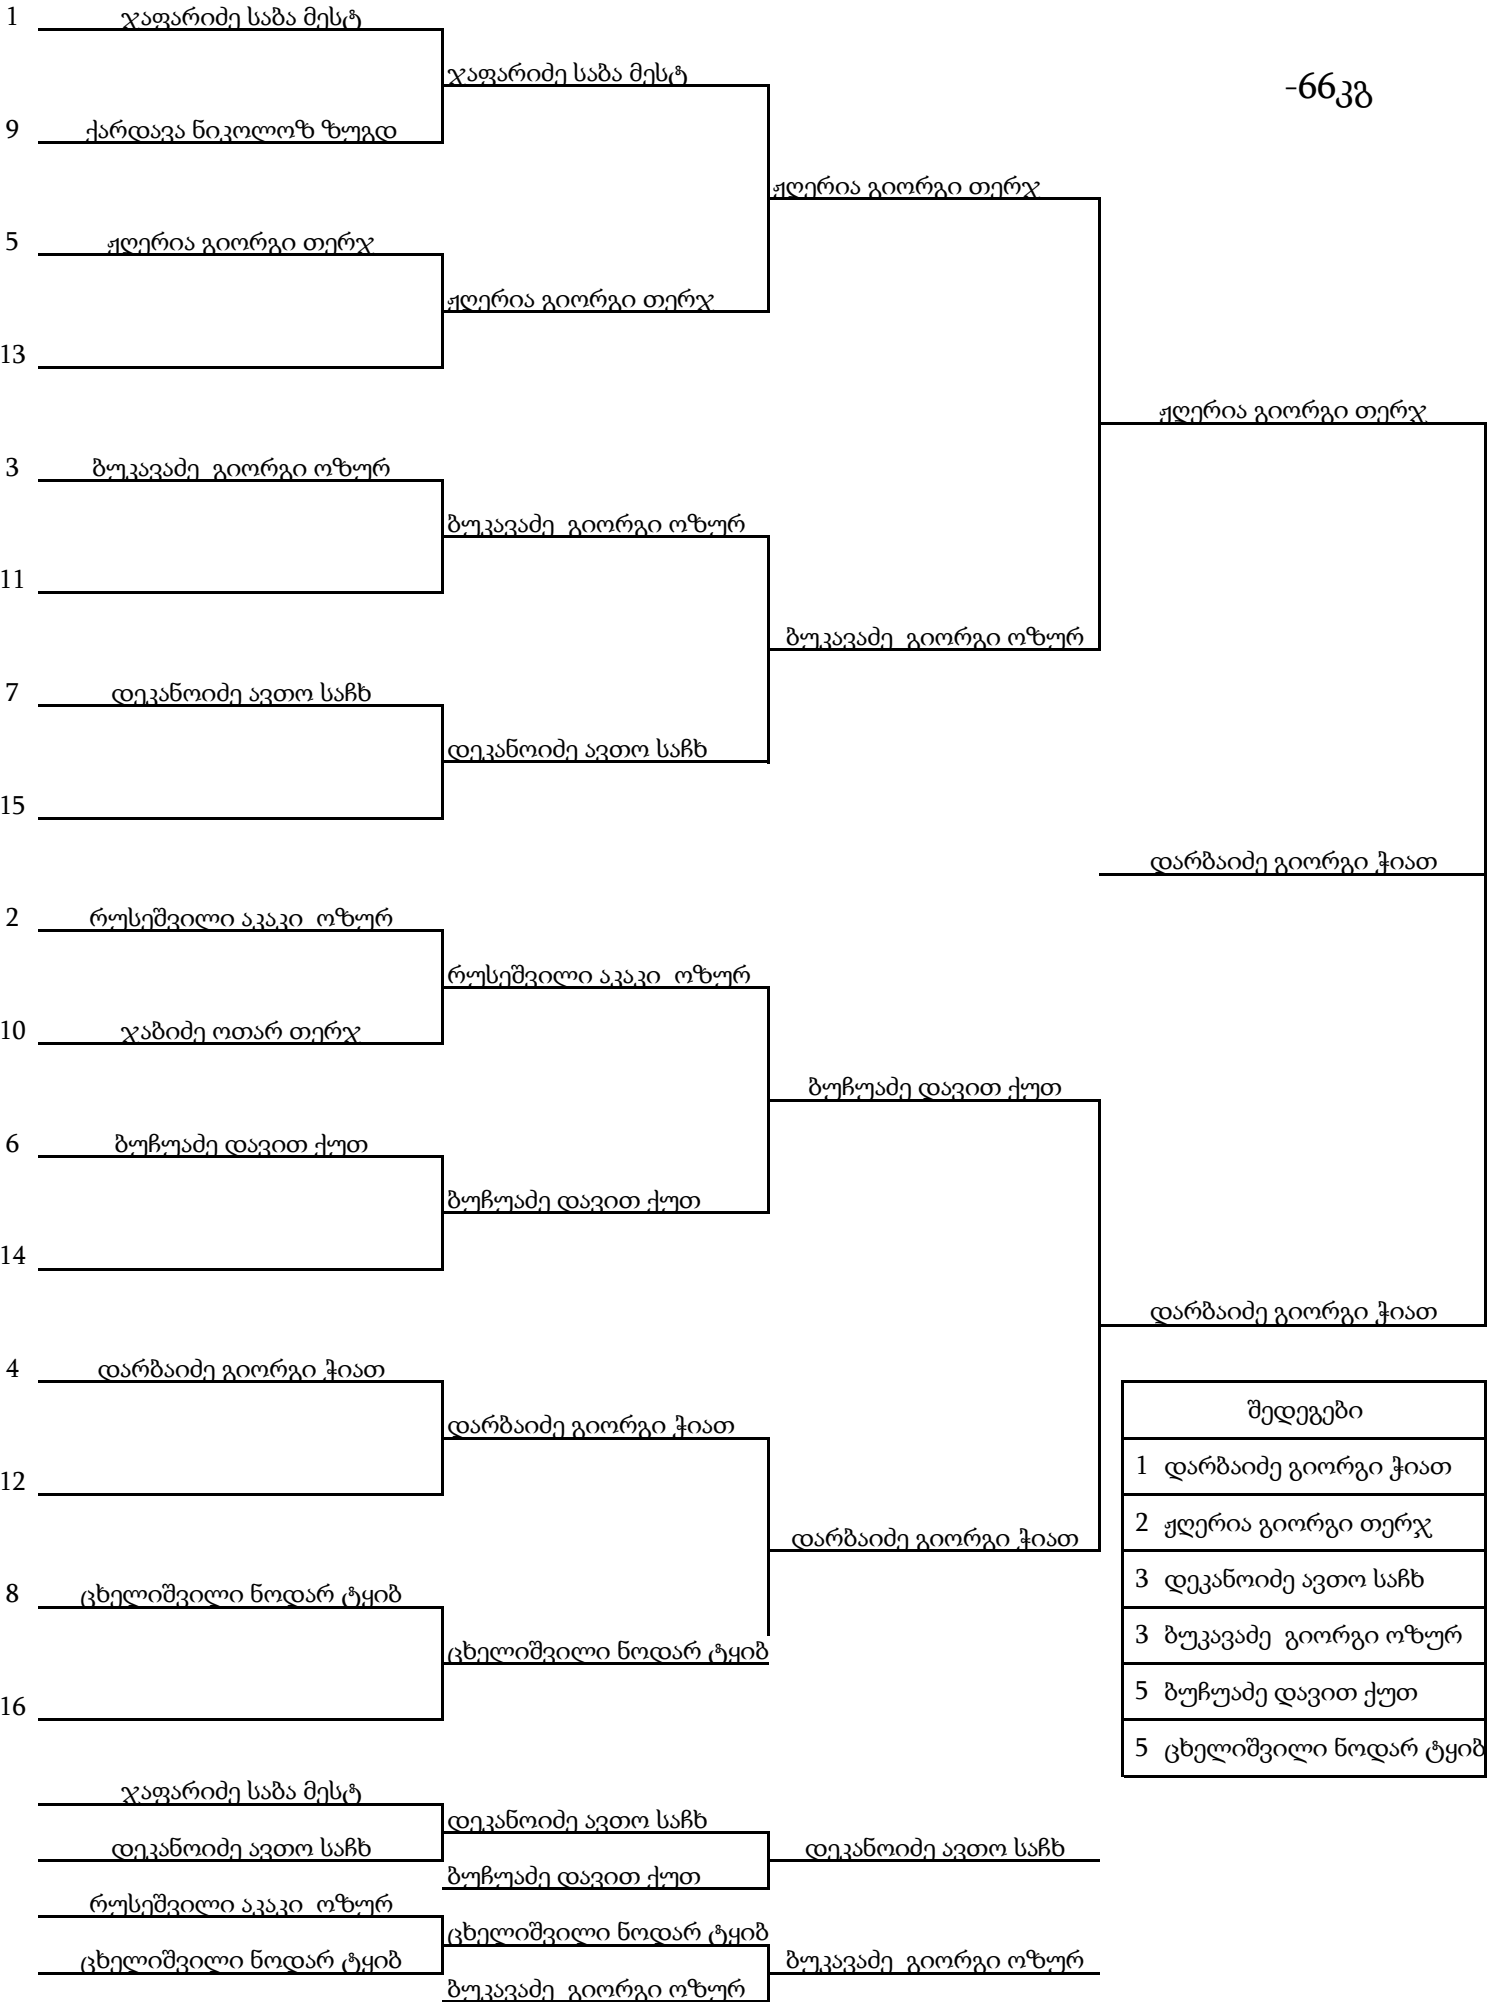 1 ჯაფარიძე საბა მესტ
ჯაფარიძე საბა მესტ
-66კგ
9 ქარდავა ნიკოლოზ ზუგდ
ჟღერია გიორგი თერჯ
5 ჟღერია გიორგი თერჯ
ჟღერია გიორგი თერჯ
13
ჟღერია გიორგი თერჯ
3 ბუკავაძე  გიორგი ოზურ
ბუკავაძე  გიორგი ოზურ
11
ბუკავაძე  გიორგი ოზურ
7 დეკანოიძე ავთო საჩხ
დეკანოიძე ავთო საჩხ
15
დარბაიძე გიორგი ჭიათ
2 რუსეშვილი აკაკი  ოზურ
რუსეშვილი აკაკი  ოზურ
10 ჯაბიძე ოთარ თერჯ
ბუჩუაძე დავით ქუთ
6 ბუჩუაძე დავით ქუთ
ბუჩუაძე დავით ქუთ
14
დარბაიძე გიორგი ჭიათ
4 დარბაიძე გიორგი ჭიათ
შედეგები
დარბაიძე გიორგი ჭიათ
1 დარბაიძე გიორგი ჭიათ
12
2 ჟღერია გიორგი თერჯ
დარბაიძე გიორგი ჭიათ
3 დეკანოიძე ავთო საჩხ
8 ცხელიშვილი ნოდარ ტყიბ
3 ბუკავაძე  გიორგი ოზურ
ცხელიშვილი ნოდარ ტყიბ
5 ბუჩუაძე დავით ქუთ
16
5 ცხელიშვილი ნოდარ ტყიბ
ჯაფარიძე საბა მესტ
დეკანოიძე ავთო საჩხ
დეკანოიძე ავთო საჩხ
დეკანოიძე ავთო საჩხ
ბუჩუაძე დავით ქუთ
რუსეშვილი აკაკი  ოზურ
ცხელიშვილი ნოდარ ტყიბ
ცხელიშვილი ნოდარ ტყიბ
ბუკავაძე  გიორგი ოზურ
ბუკავაძე  გიორგი ოზურ